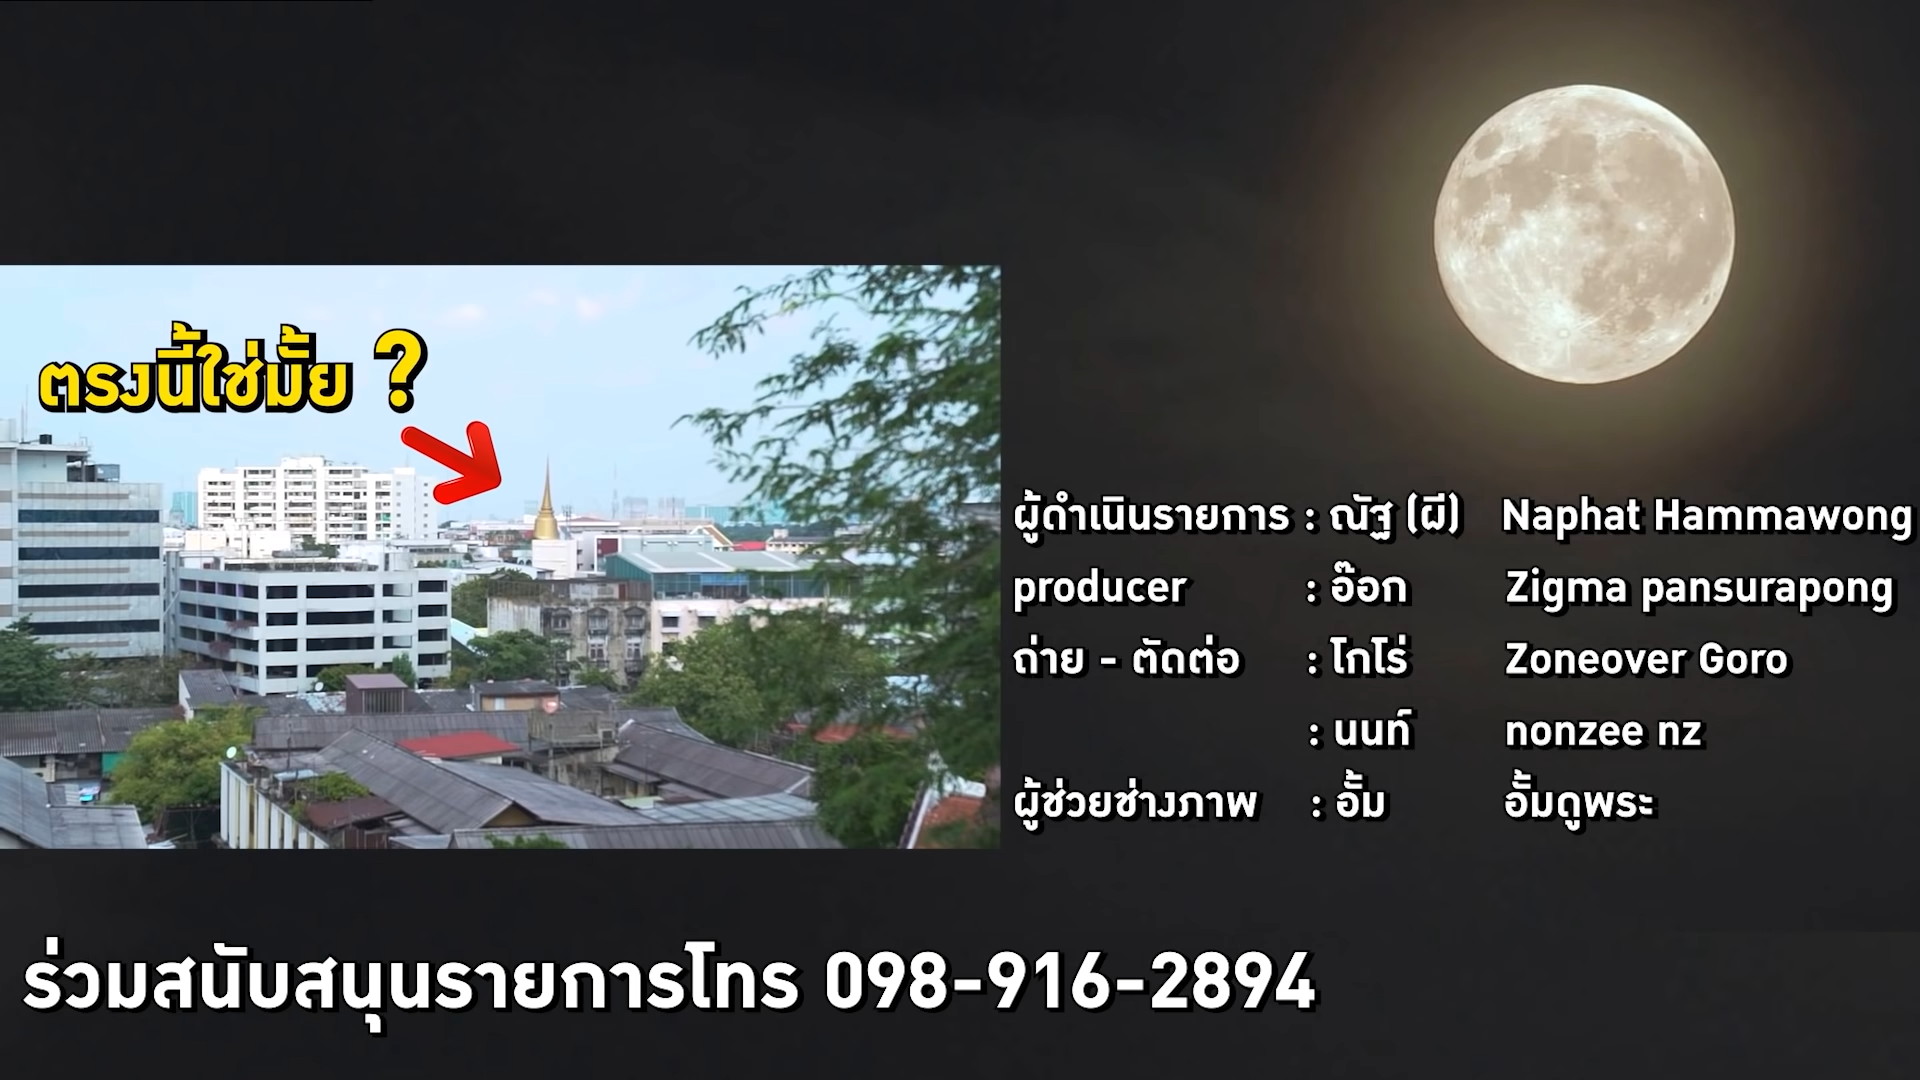 ตรงนี้ใช่มั้ย ?
ผู้ดำเนินรายการ : ณัฐ (ผี) Naphat Hammawong
producer : อ๊อก Zigma pansurapong
ถ่าย - ตัดต่อ : โกโร่ Zoneover Goro
: นนท์ nonzee nz
ผู้ช่วยช่างภาพ : อั้ม อั้มดูพระ
ร่วมสนับสนุนรายการโทร 098-916-2894